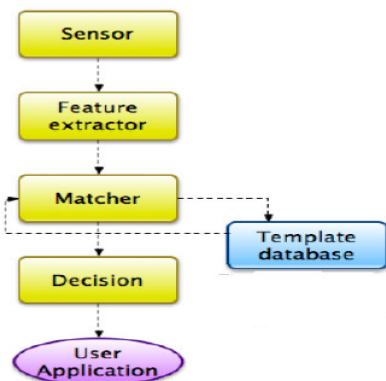 Sensor
Feature
extractor
Matcher
Template
database
Decision
User
Application